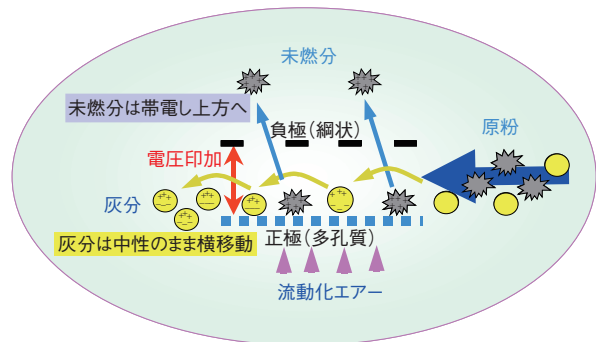 未燃分
未燃分は帯電し上方へ
負極(綱状)
原粉
電圧印加
灰分
灰分は中性のまま横移動
正極(多孔質)
流動化エアー